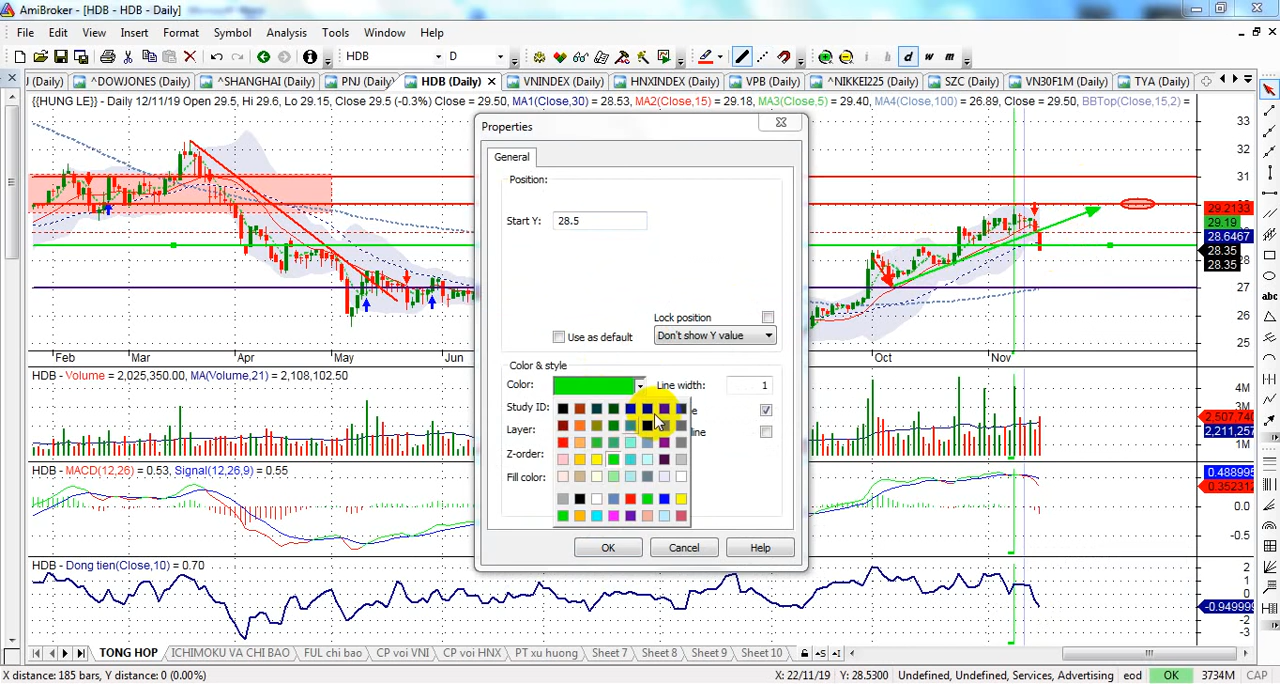 AmiBroker - [HDB - HDB - Daily]
File Edit View Insert Format Symbol Analysis Tools Window Help
HDB D i h d w m
J (Daily) ^DOWJONES (Daily) ^SHANGHAI (Daily) PNJ (Daily) HDB (Daily) VNINDEX (Daily) HNXINDEX (Daily) VPB (Daily) ^NIKEI225 (Daily) SZC (Daily) VN30F1M (Daily) TYA (Daily)
{{HUNG LE}} - Daily 12/11/19 Open 29.5, Hi 29.6, Lo 29.15, Close 29.5 (-0.3%) Close = 29.50, MA1(Close,30) = 28.53, MA2(Close,15) = 29.18, MA3(Close,5) = 29.40, MA4(Close,100) = 26.89, Close = 29.50, BBTop(Close,15,2) =
33
32
31
29.2133
29.19
28.6467
28.35
28
28.35
27
26
25
Feb Mar Apr May Jun Oct Nov
Properties
General
Position:
Start Y: 28.5
Lock position
Use as default Don't show Y value
Color & style
Color: Line width: 1
Study ID:
Layer:
Z-order:
Fill color:
OK Cancel Help
HDB - Volume = 2,025,350.00, MA(Volume,21) = 2,108,102.50
4M
3M
2,507,740
2,211,257
1M
HDB - MACD(12,26) = 0.53, Signal(12,26,9) = 0.55
0.488995
0.352312
0.0
-0.5
HDB - Dong tien(Close,10) = 0.70
2
1
0
-0.949999
-2
-3
TONG HOP ICHIMOKU VA CHI BAO FUL chi bao CP voi VNI CP voi HNX PT xu huong Sheet 7 Sheet 8 Sheet 9 Sheet 10
X distance: 185 bars, Y distance: 0 (0.00%) X: 22/11/19 Y: 28.5000 Undefined, Undefined, Services, Advertising eod OK 3734M CAP
abc